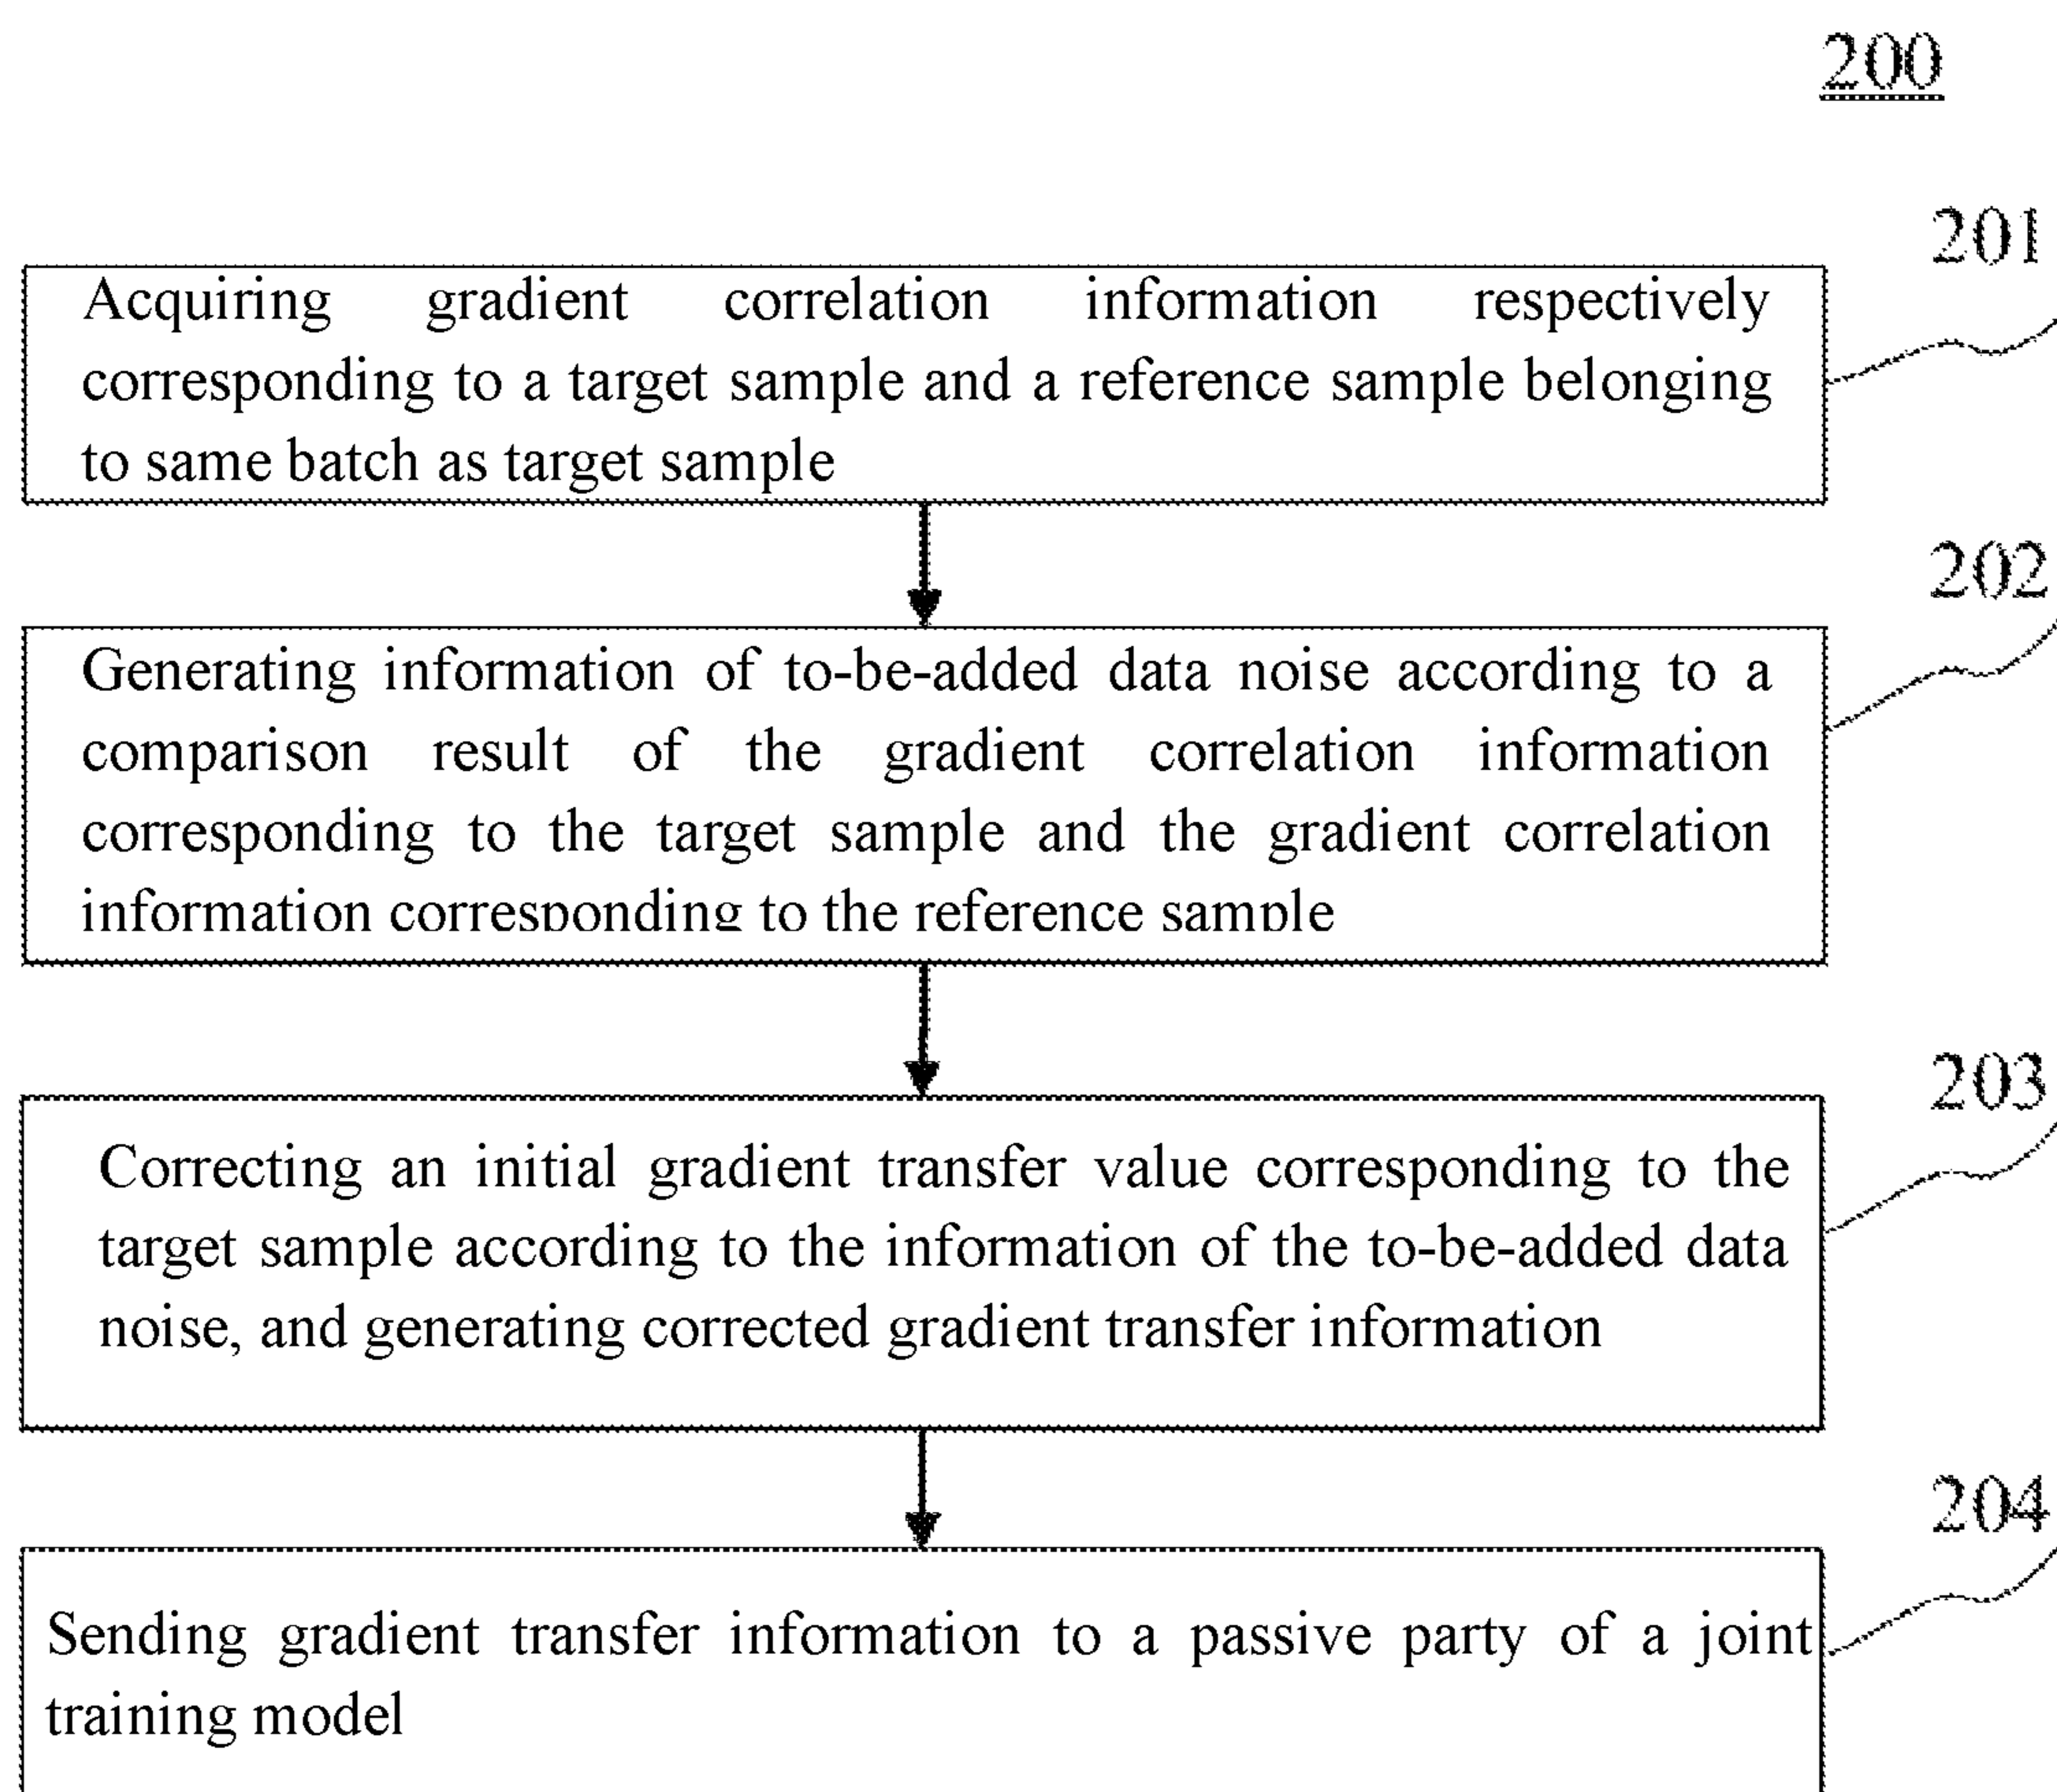 200
201
Acquiring gradient correlation information respectively
corresponding to a target sample and a reference sample belonging
to same batch as target sample
202
Generating information of to-be-added data noise according to a
comparison result of the gradient correlation information
corresponding to the target sample and the gradient correlation
information corresponding to the reference sample
203
Correcting an initial gradient transfer value corresponding to the
target sample according to the information of the to-be-added data
noise, and generating corrected gradient transfer information
204
Sending gradient transfer information to a passive party of a joint
training model